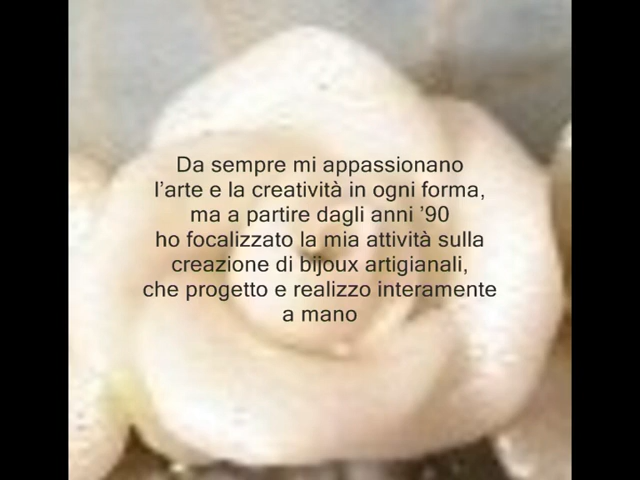 Da sempre mi appassionano
l’arte e la creatività in ogni forma,
ma a partire dagli anni ’90
ho focalizzato la mia attività sulla
creazione di bijoux artigianali,
che progetto e realizzo interamente
a mano